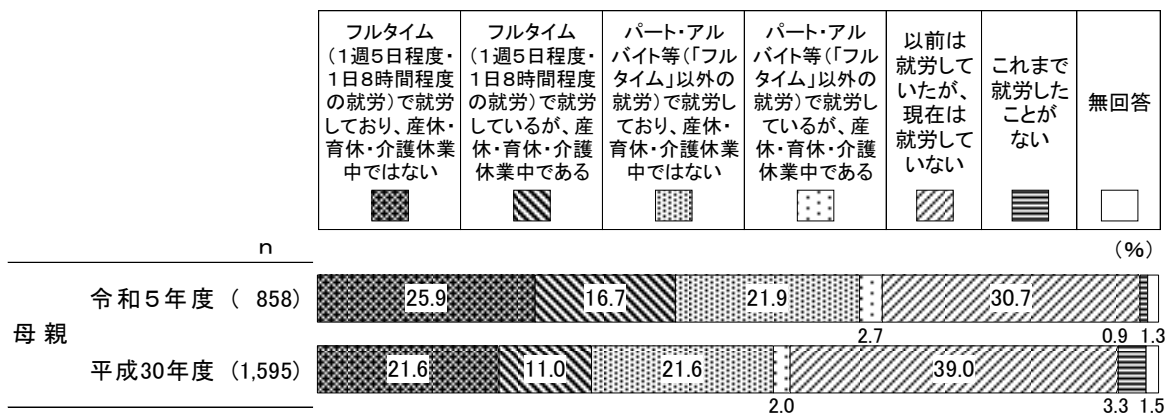 フルタイム
(1週5日程度・
1日8時間程度
の就労)で就労
しており、産休・
育休・介護休業
中ではない
フルタイム
(1週5日程度・
1日8時間程度
の就労)で就労
しているが、産
休・育休・介護
休業中である
パート・アル
バイト等(「フル
タイム」以外の
就労)で就労し
ており、産休・
育休・介護休業
中ではない
パート・アル
バイト等(「フル
タイム」以外の
就労)で就労し
ているが、産
休・育休・介護
休業中である
以前は
就労して
いたが、
現在は
就労して
いない
これまで
就労した
ことが
ない
無回答
n
(%)
母親
令和5年度 ( 858)
25.9 16.7 21.9 30.7
2.7 0.9 1.3
平成30年度 (1,595)
21.6 11.0 21.6 39.0
2.0 3.3 1.5